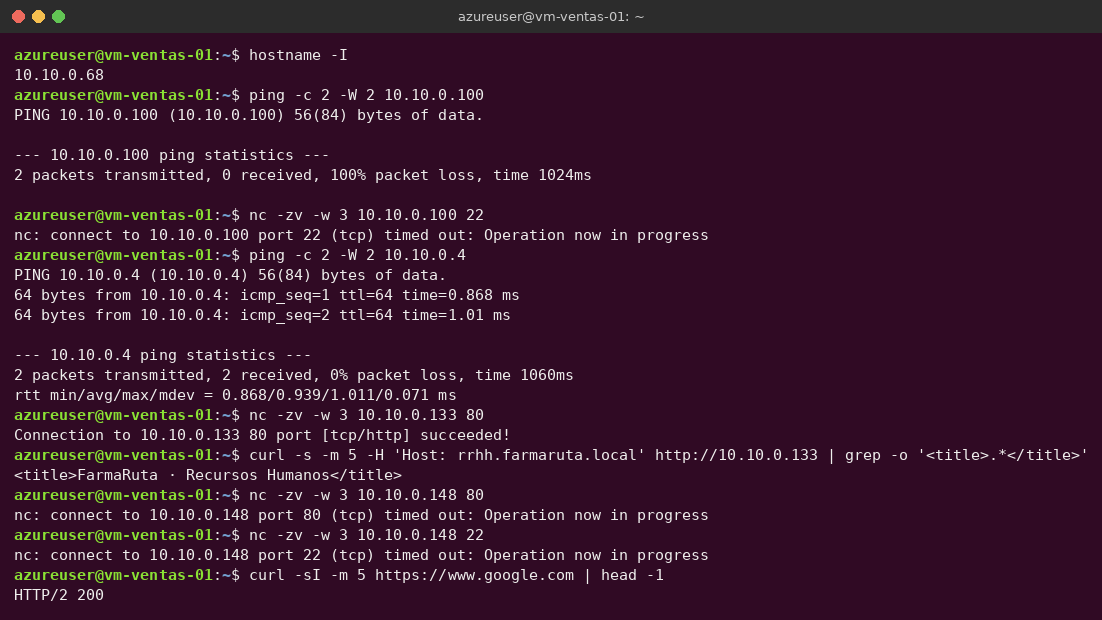 azureuser@vm-ventas-01: ~
azureuser@vm-ventas-01:~$ hostname -I
10.10.0.68
azureuser@vm-ventas-01:~$ ping -c 2 -W 2 10.10.0.100
PING 10.10.0.100 (10.10.0.100) 56(84) bytes of data.
--- 10.10.0.100 ping statistics ---
2 packets transmitted, 0 received, 100% packet loss, time 1024ms
azureuser@vm-ventas-01:~$ nc -zv -w 3 10.10.0.100 22
nc: connect to 10.10.0.100 port 22 (tcp) timed out: Operation now in progress
azureuser@vm-ventas-01:~$ ping -c 2 -W 2 10.10.0.4
PING 10.10.0.4 (10.10.0.4) 56(84) bytes of data.
64 bytes from 10.10.0.4: icmp_seq=1 ttl=64 time=0.868 ms
64 bytes from 10.10.0.4: icmp_seq=2 ttl=64 time=1.01 ms
--- 10.10.0.4 ping statistics ---
2 packets transmitted, 2 received, 0% packet loss, time 1060ms
rtt min/avg/max/mdev = 0.868/0.939/1.011/0.071 ms
azureuser@vm-ventas-01:~$ nc -zv -w 3 10.10.0.133 80
Connection to 10.10.0.133 80 port [tcp/http] succeeded!
azureuser@vm-ventas-01:~$ curl -s -m 5 -H 'Host: rrhh.farmaruta.local' http://10.10.0.133 | grep -o '<title>.*</title>'
<title>FarmaRuta · Recursos Humanos</title>
azureuser@vm-ventas-01:~$ nc -zv -w 3 10.10.0.148 80
nc: connect to 10.10.0.148 port 80 (tcp) timed out: Operation now in progress
azureuser@vm-ventas-01:~$ nc -zv -w 3 10.10.0.148 22
nc: connect to 10.10.0.148 port 22 (tcp) timed out: Operation now in progress
azureuser@vm-ventas-01:~$ curl -sI -m 5 https://www.google.com | head -1
HTTP/2 200